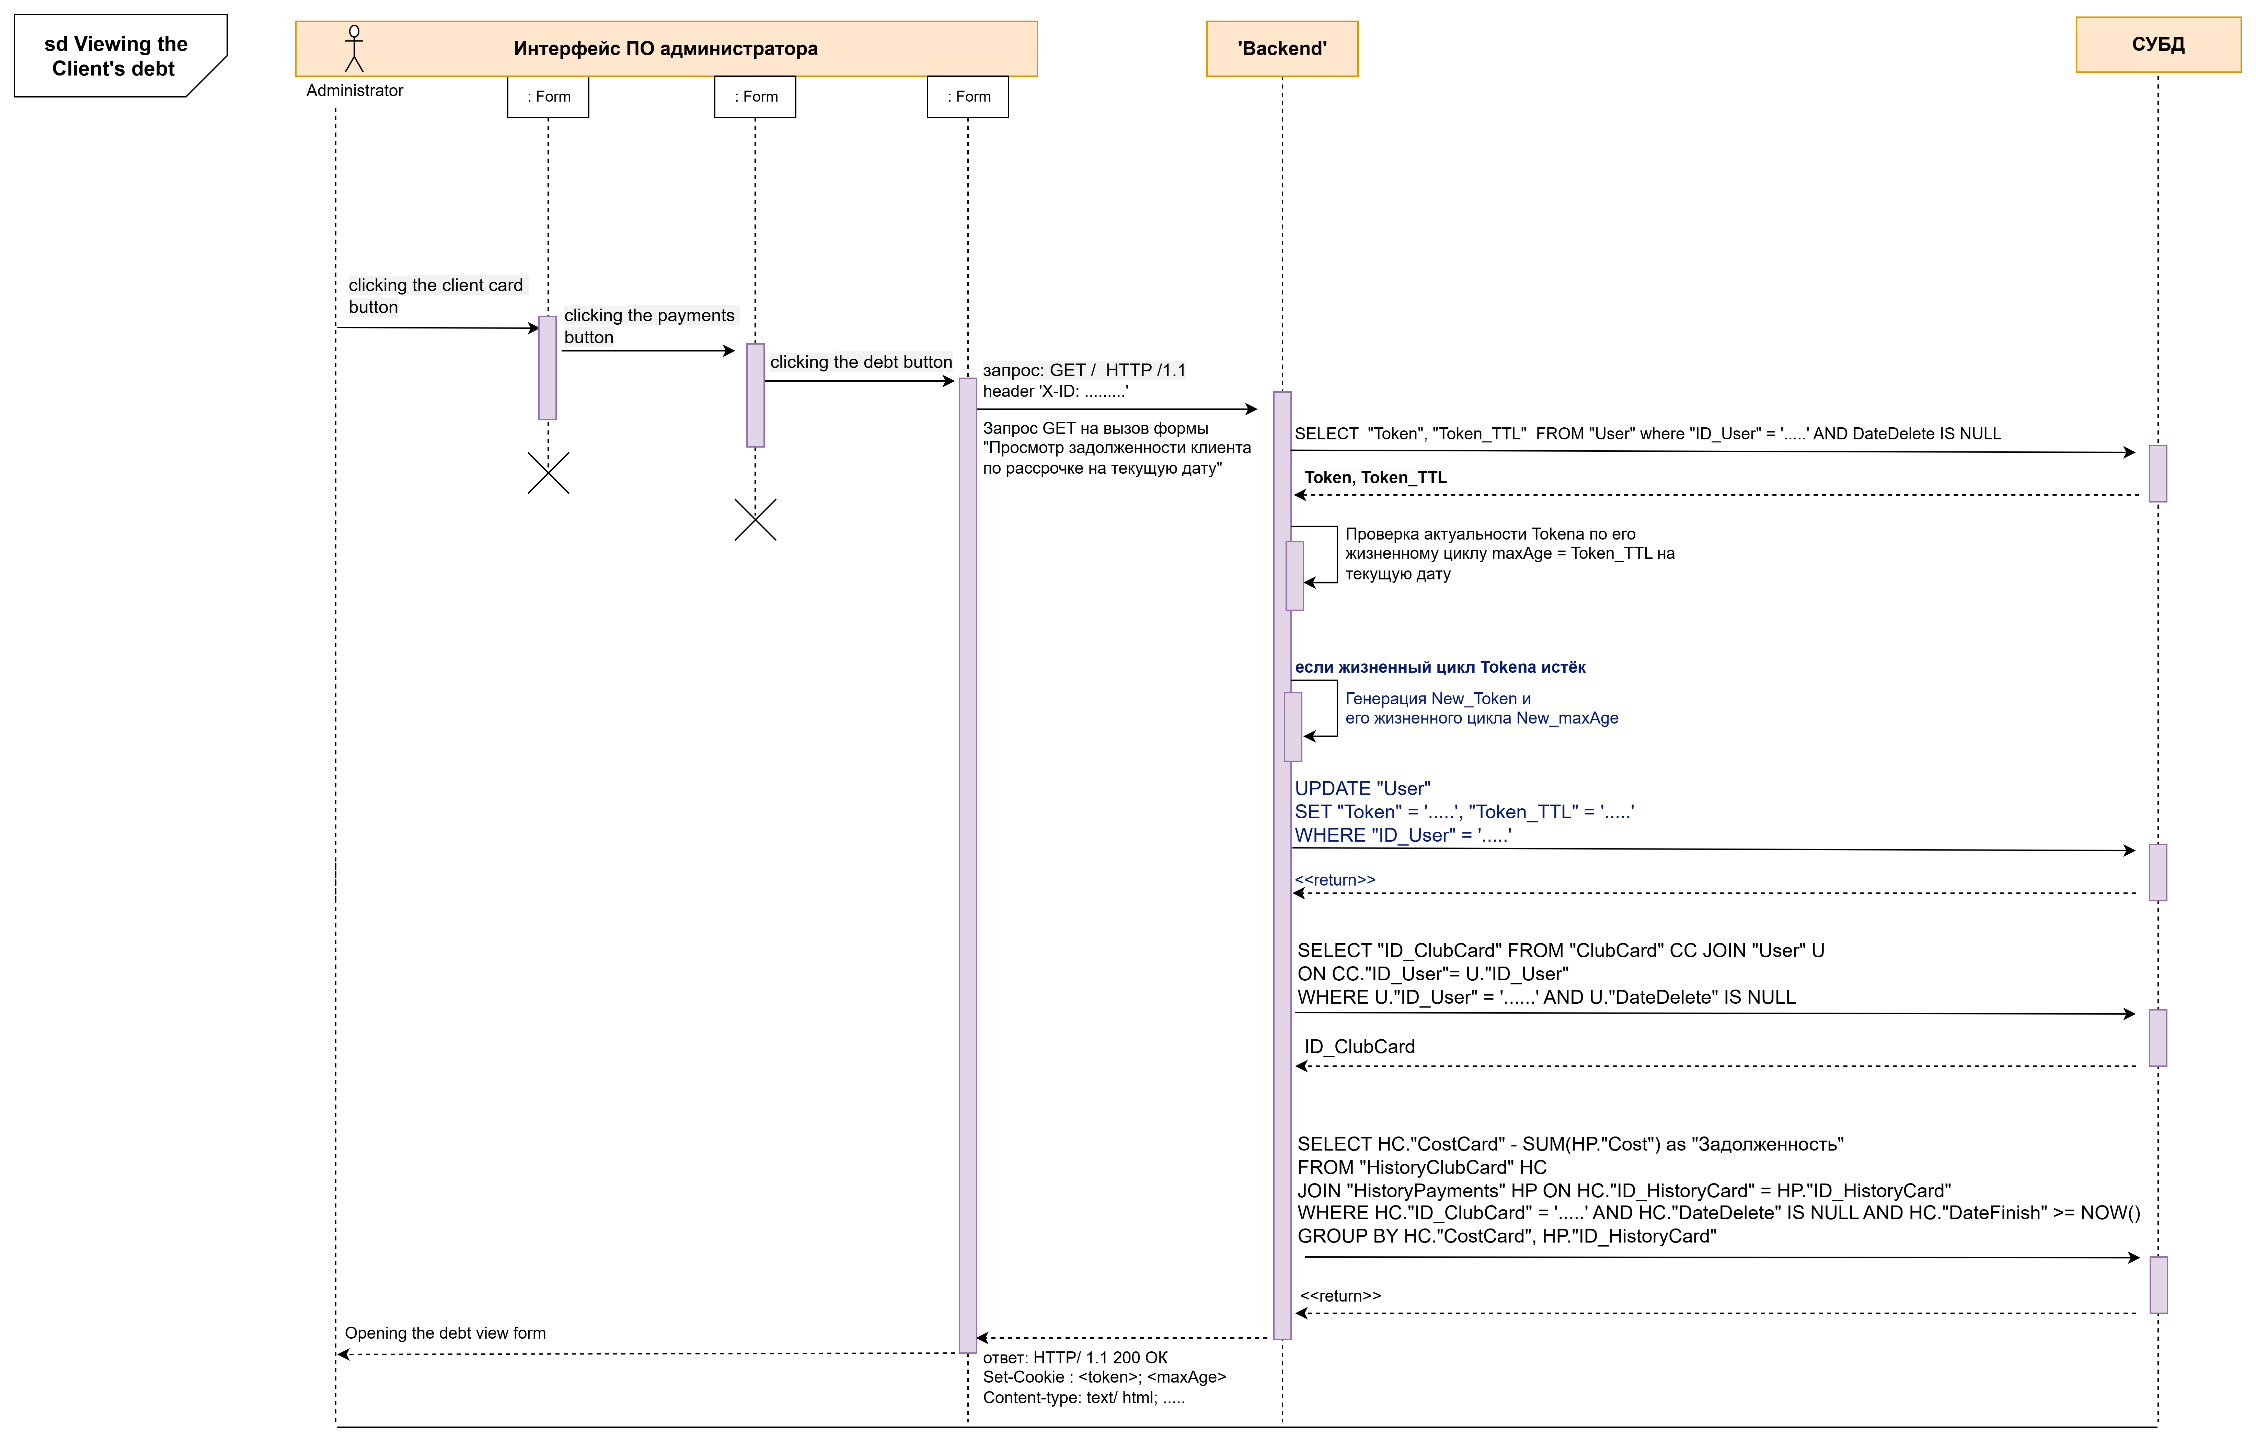 sd Viewing the
Client's debt
Интерфейс ПО администратора
'Backend'
СУБД
Administrator
: Form
: Form
: Form
clicking the client card
button
clicking the payments
button
clicking the debt button
запрос: GET /  HTTP /1.1
header 'X-ID: .........'
Запрос GET на вызов формы
"Просмотр задолженности клиента
по рассрочке на текущую дату"
SELECT  "Token", "Token_TTL"  FROM "User" where "ID_User" = '.....' AND DateDelete IS NULL
Token, Token_TTL
Проверка актуальности Tokena по его
жизненному циклу maxAge = Token_TTL на
текущую дату
если жизненный цикл Tokena истёк
Генерация New_Token и
его жизненного цикла New_maxAge
UPDATE "User"
SET "Token" = '.....', "Token_TTL" = '.....'
WHERE "ID_User" = '.....'
<<return>>
SELECT "ID_ClubCard" FROM "ClubCard" CC JOIN "User" U
ON CC."ID_User"= U."ID_User"
WHERE U."ID_User" = '......' AND U."DateDelete" IS NULL
ID_ClubCard
SELECT HC."CostCard" - SUM(HP."Cost") as "Задолженность"
FROM "HistoryClubCard" HC
JOIN "HistoryPayments" HP ON HC."ID_HistoryCard" = HP."ID_HistoryCard"
WHERE HC."ID_ClubCard" = '.....' AND HC."DateDelete" IS NULL AND HC."DateFinish" >= NOW()
GROUP BY HC."CostCard", HP."ID_HistoryCard"
<<return>>
Opening the debt view form
ответ: HTTP/ 1.1 200 ОК
Set-Cookie : <token>; <maxAge>
Content-type: text/ html; .....